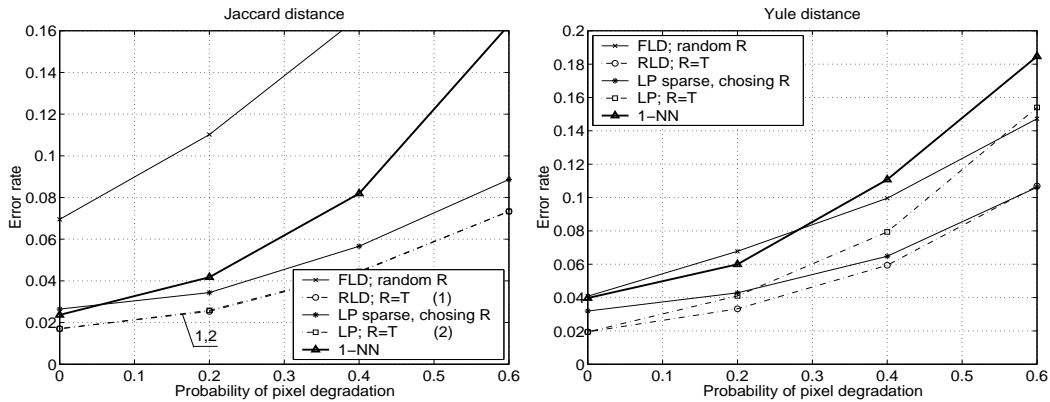 Jaccard distance
0.16
0.14
0.12
0.1
0.08
0.06
0.04
0.02
0
Error rate
1,2
FLD; random R
RLD; R=T (1)
LP sparse, chosing R
LP; R=T (2)
1−NN
0 0.1 0.2 0.3 0.4 0.5 0.6
Probability of pixel degradation
Yule distance
0.2
0.18
0.16
0.14
0.12
0.1
0.08
0.06
0.04
0.02
0
Error rate
FLD; random R
RLD; R=T
LP sparse, chosing R
LP; R=T
1−NN
0 0.1 0.2 0.3 0.4 0.5 0.6
Probability of pixel degradation